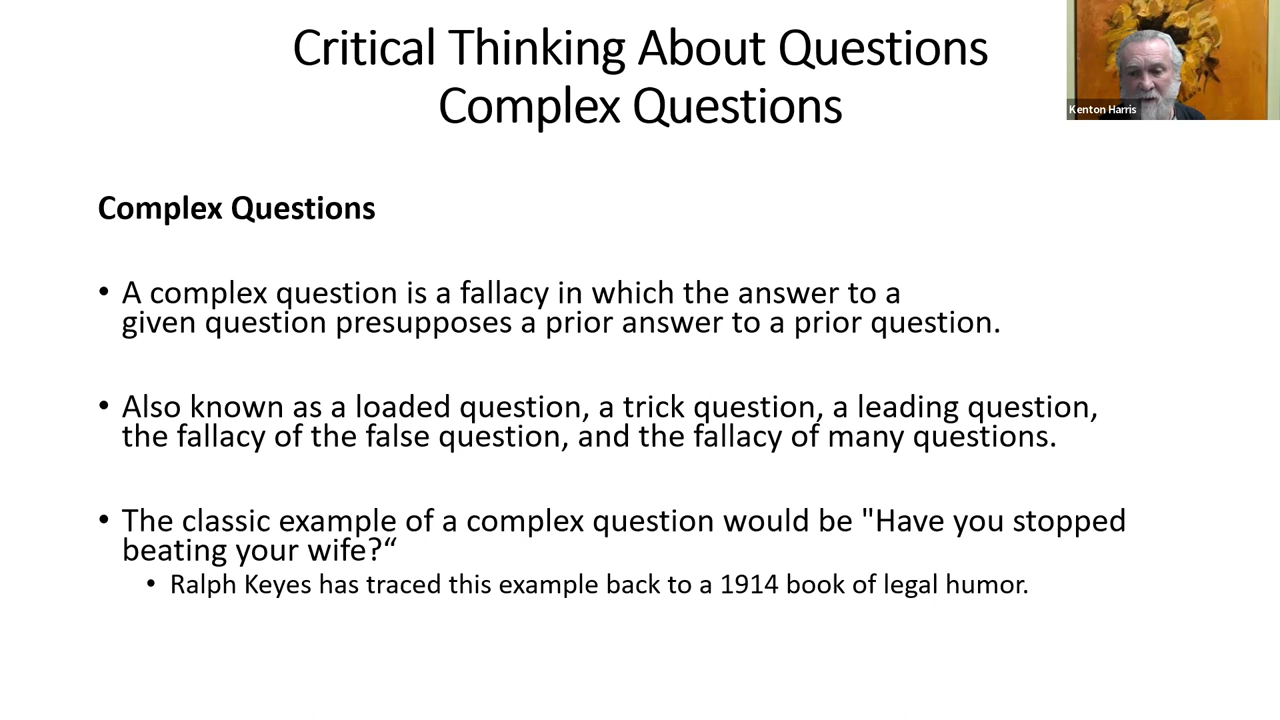 Critical Thinking About Questions
Complex Questions
Kenton Harris
Complex Questions
• A complex question is a fallacy in which the answer to a
given question presupposes a prior answer to a prior question.
• Also known as a loaded question, a trick question, a leading question,
the fallacy of the false question, and the fallacy of many questions.
• The classic example of a complex question would be "Have you stopped
beating your wife?“
• Ralph Keyes has traced this example back to a 1914 book of legal humor.